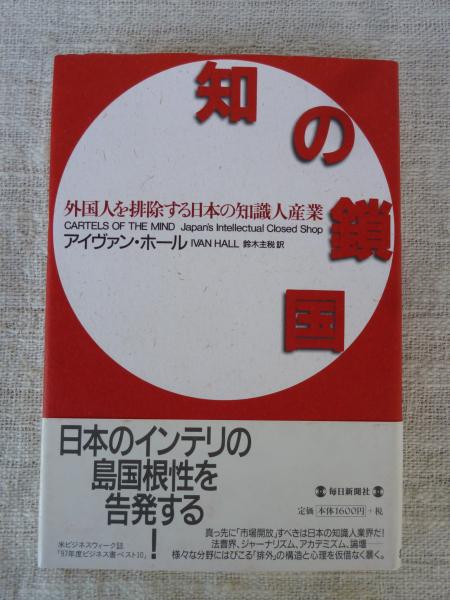 知の鎖国
外国人を排除する日本の知識人産業
CARTELS OF THE MIND Japan's Intellectual Closed Shop
アイヴァン・ホール IVAN HALL 鈴木主税 訳
日本のインテリの
島国根性を
告発する
!
米ビジネスウィーク誌
「'97年度ビジネス書ベスト10」
毎日新聞社
定価 本体1600円 +税
真っ先に「市場開放」すべきは日本の知識人業界だ!
法曹界、ジャーナリズム、アカデミズム、論壇──
様々な分野にはびこる「排外」の構造と心理を仮借なく暴く。